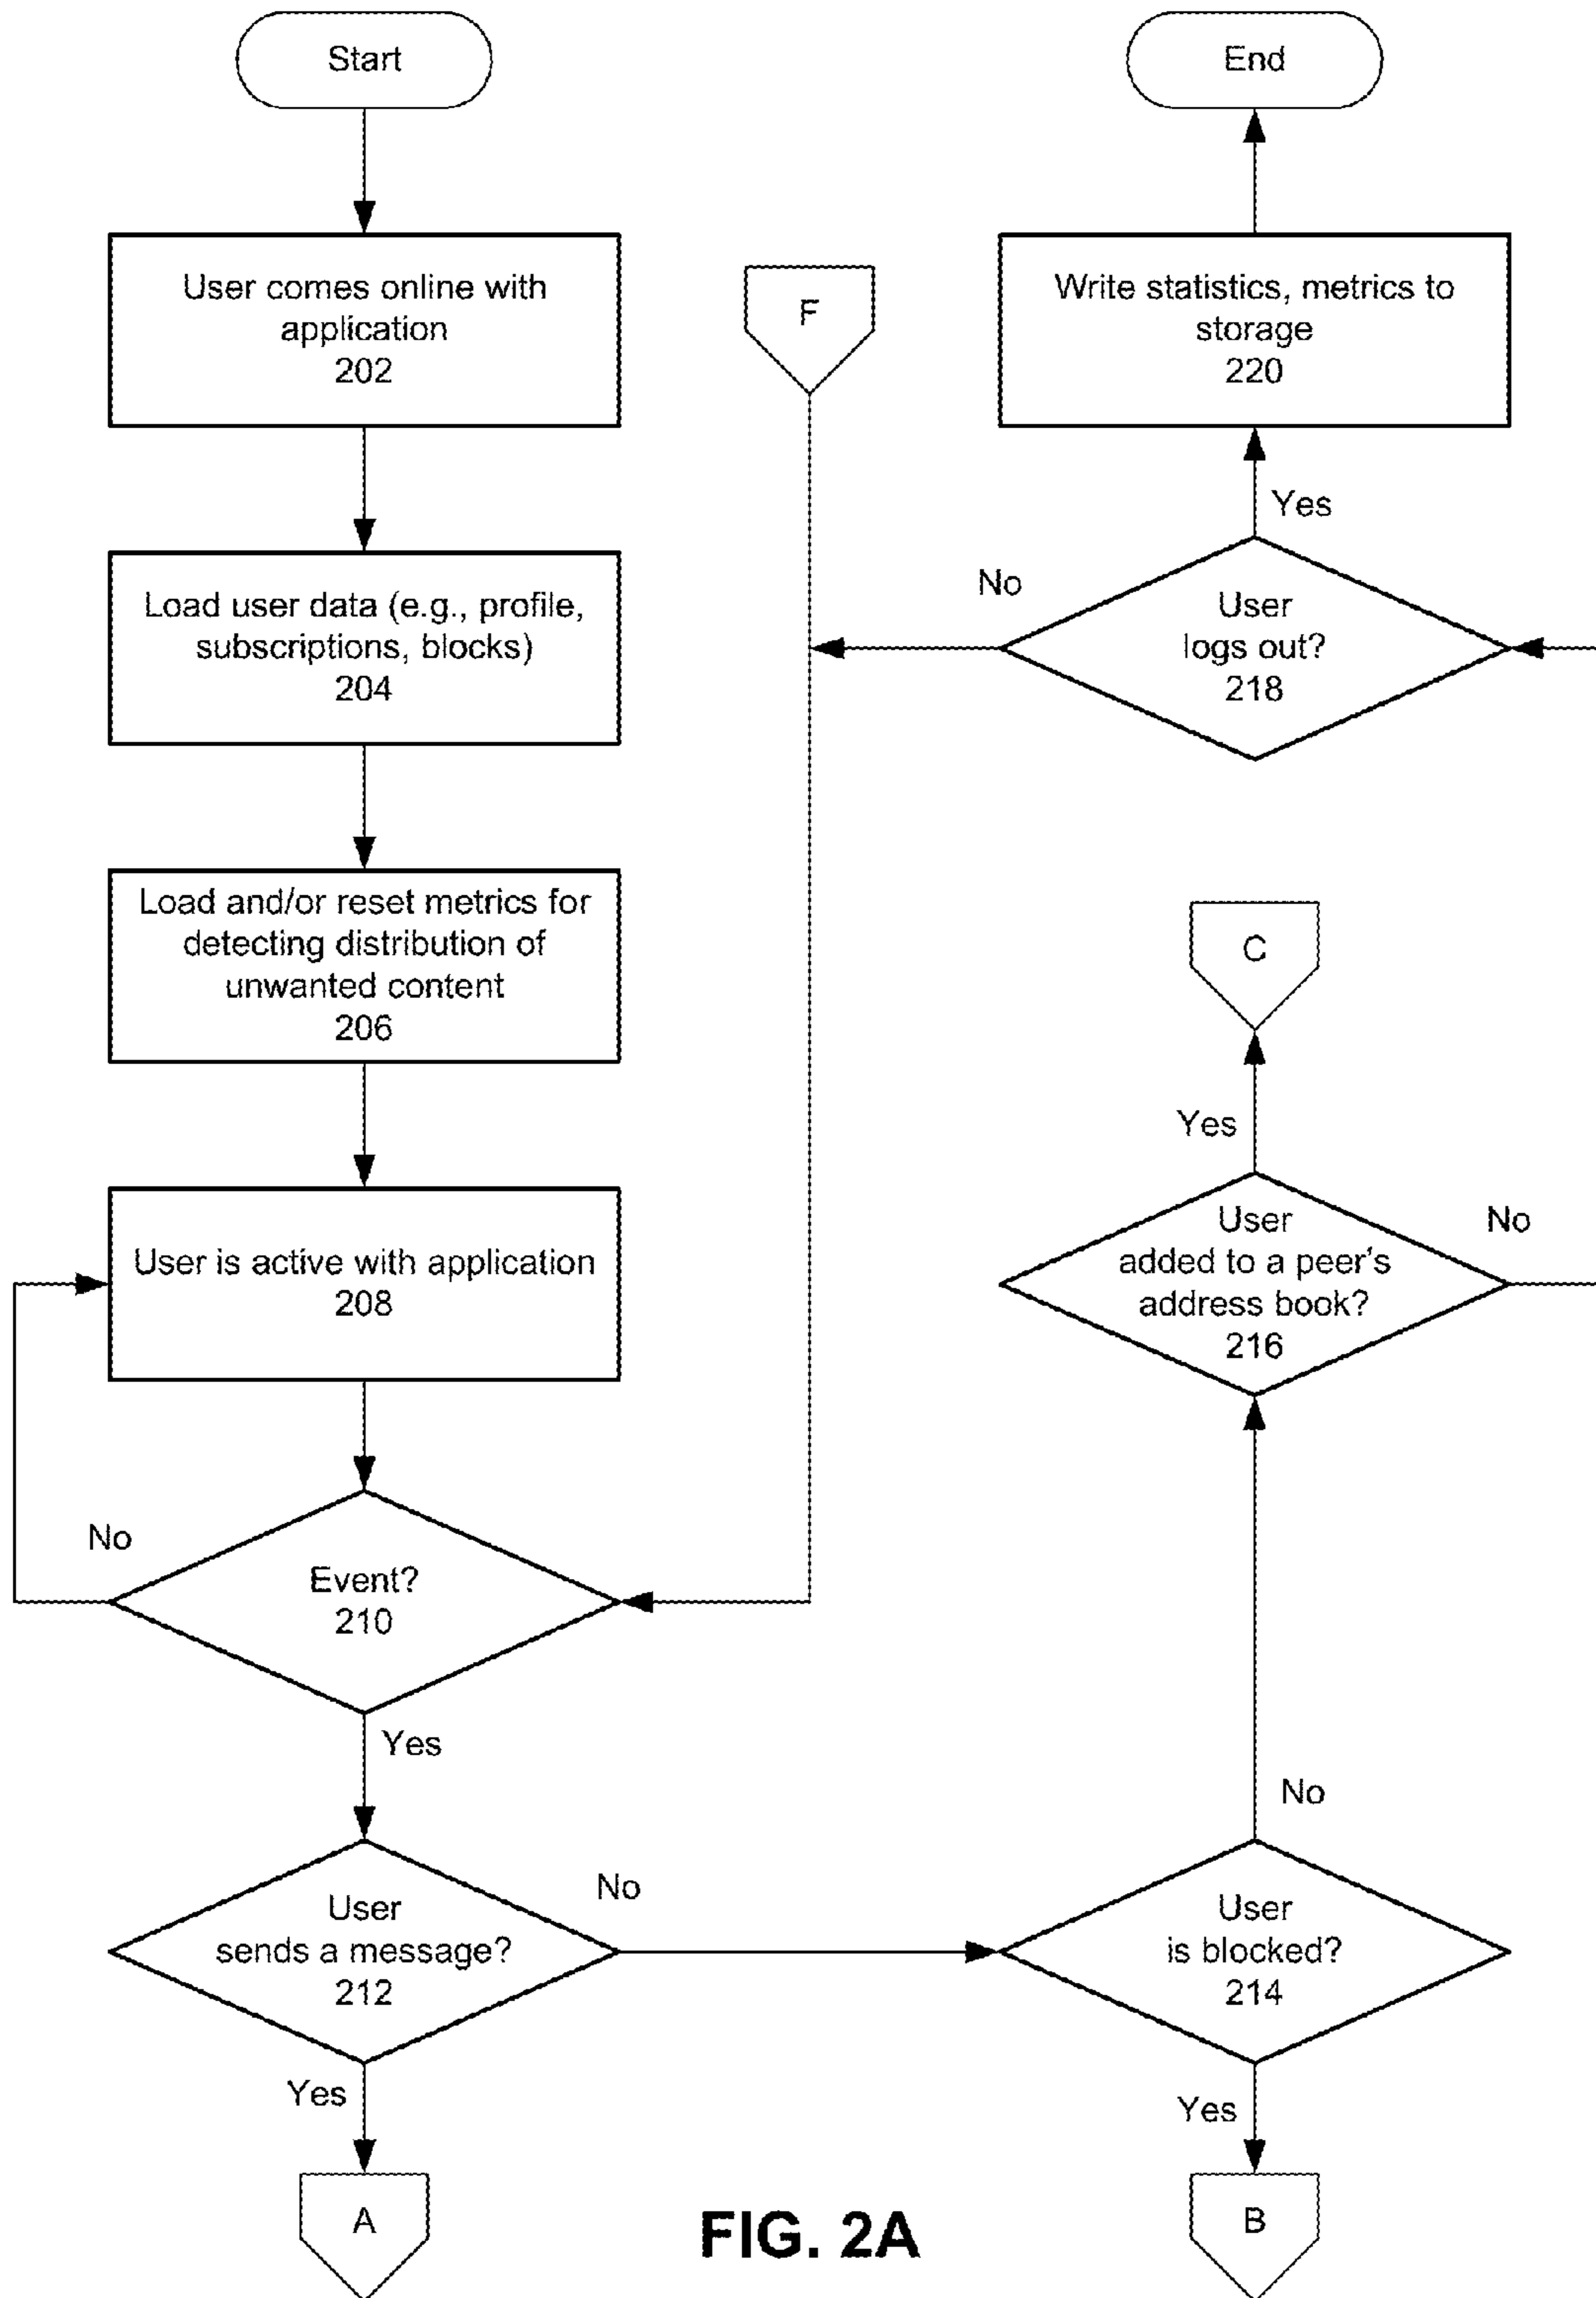 Start
User comes online with
application
202
Load user data (e.g., profile,
subscriptions, blocks)
204
Load and/or reset metrics for
detecting distribution of
unwanted content
206
User is active with application
208
No
Event?
210
Yes
User
sends a message?
212
No
Yes
A
F
End
Write statistics, metrics to
storage
220
Yes
No
User
logs out?
218
C
Yes
User
added to a peer's
address book?
216
No
No
User
is blocked?
214
Yes
B
FIG. 2A